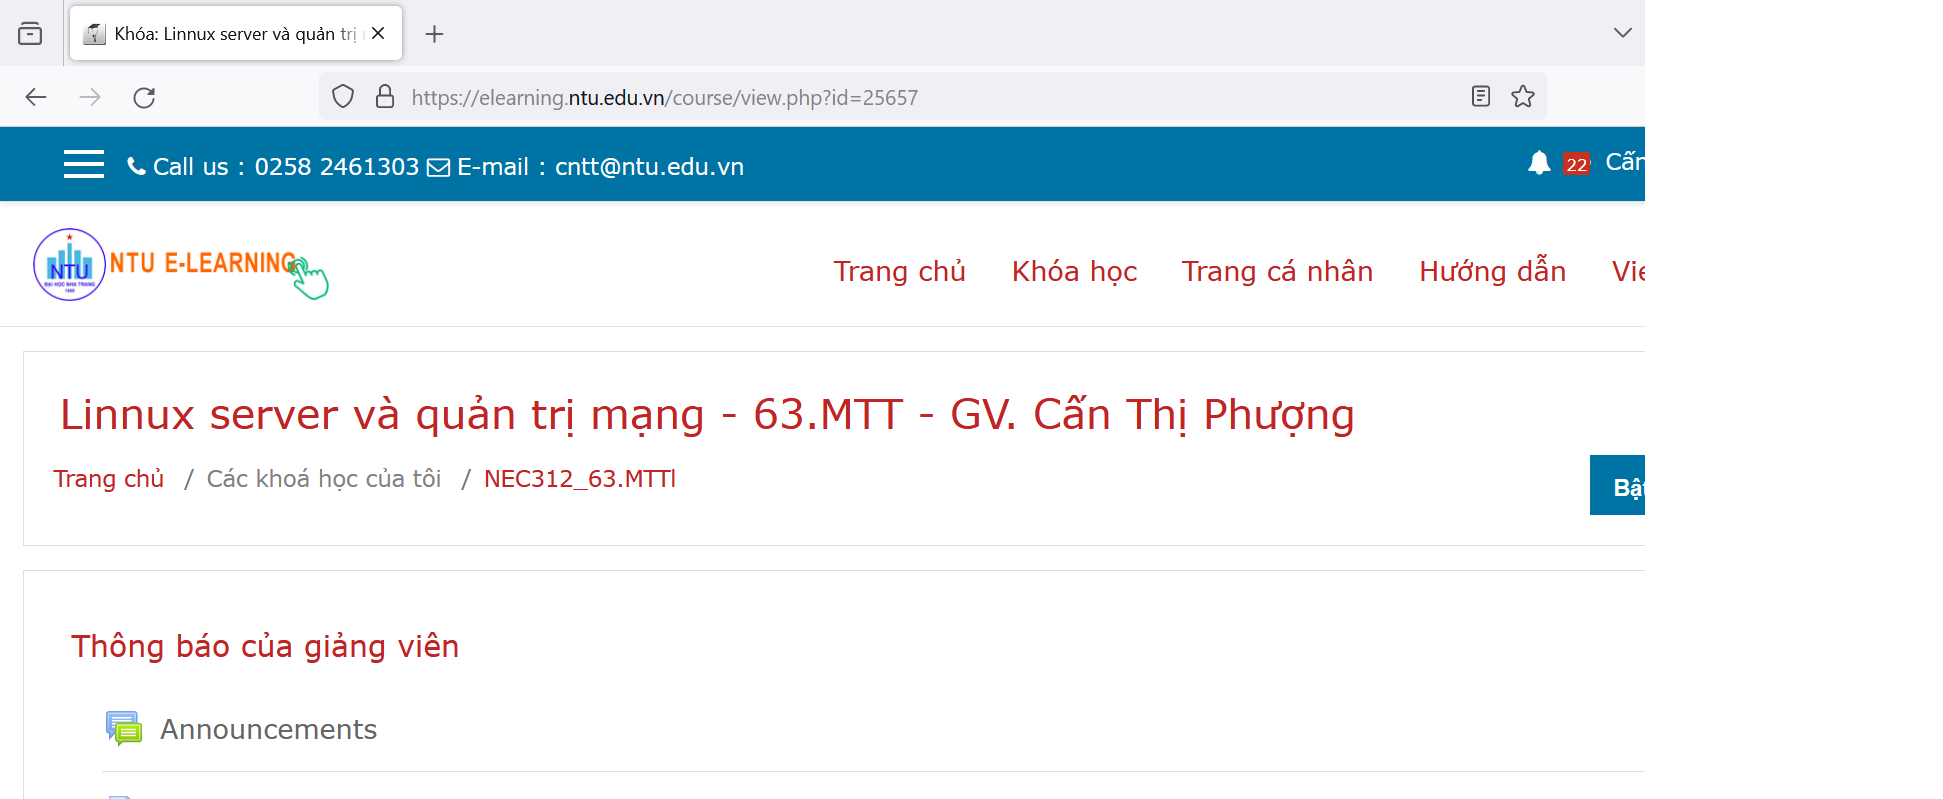 Khóa: Linnux server và quản trị
https://elearning.ntu.edu.vn/course/view.php?id=25657
Call us : 0258 2461303 E-mail : cntt@ntu.edu.vn
22 Cấn
NTU
ĐẠI HỌC NHA TRANG
1959
NTU E-LEARNING
Trang chủ Khóa học Trang cá nhân Hướng dẫn Vie
Linnux server và quản trị mạng - 63.MTT - GV. Cấn Thị Phượng
Trang chủ / Các khoá học của tôi / NEC312_63.MTTl
Bật
Thông báo của giảng viên
Announcements